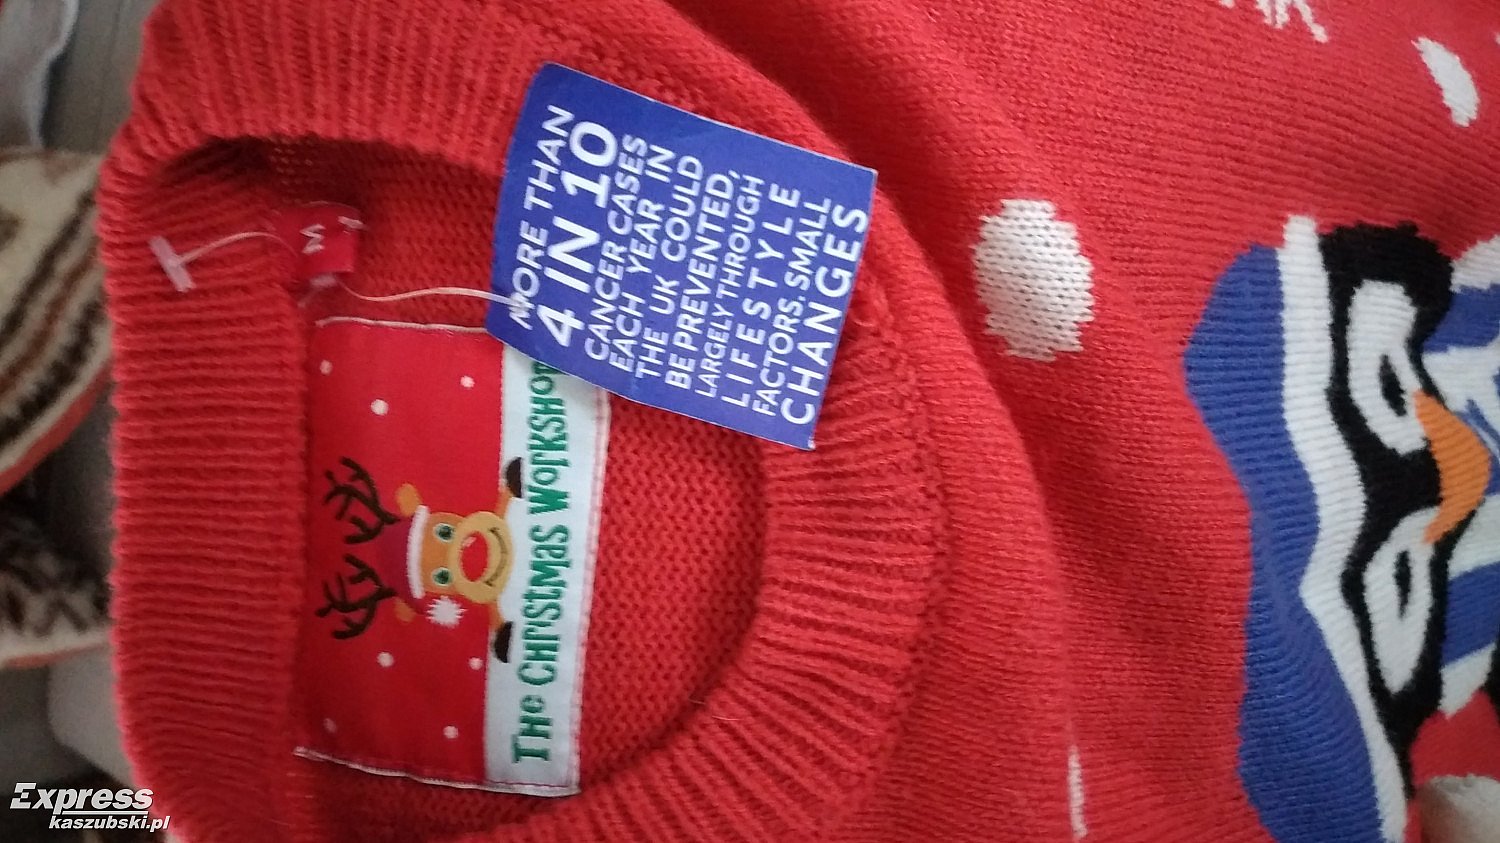 MORE THAN
4 IN 10
CANCER CASES
EACH YEAR IN
THE UK COULD
BE PREVENTED,
LARGELY THROUGH
LIFESTYLE
FACTORS. SMALL
CHANGES
M
THE CHRISTMAS WORKSHOP
Express
kaszubski.pl